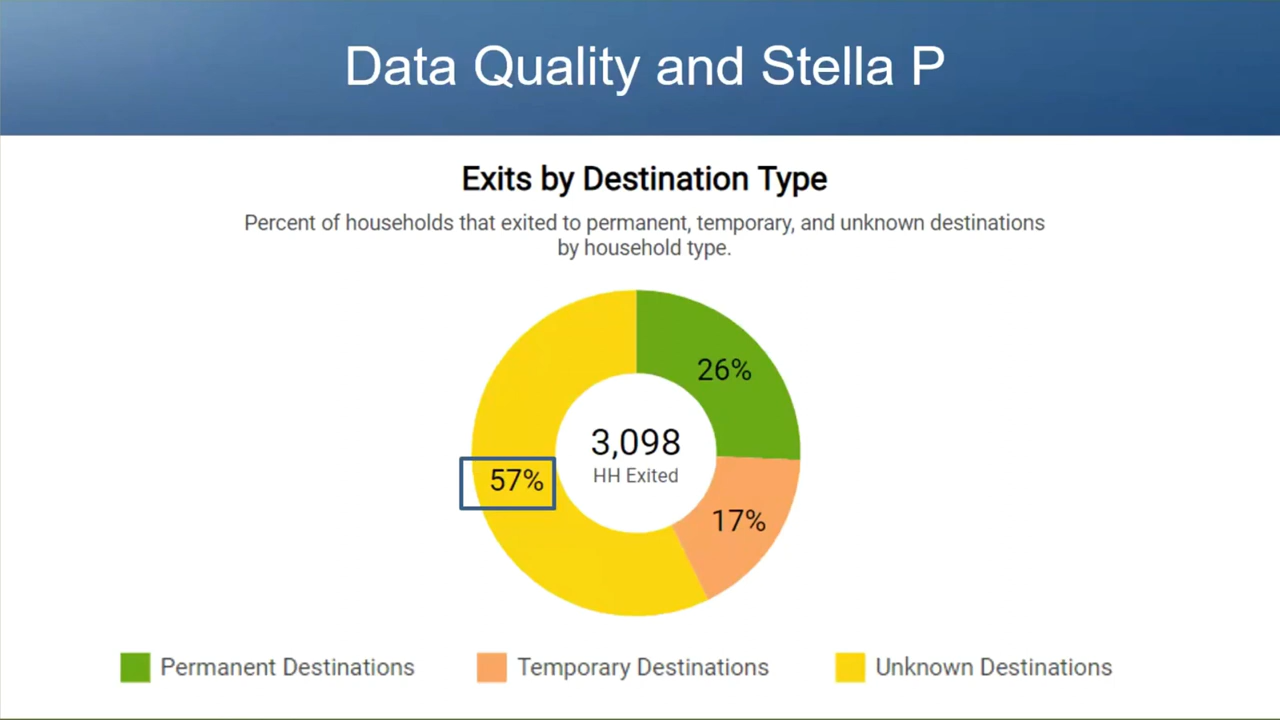 Data Quality and Stella P
Exits by Destination Type
Percent of households that exited to permanent, temporary, and unknown destinations
by household type.
26%
3,098
HH Exited
57%
17%
Permanent Destinations
Temporary Destinations
Unknown Destinations